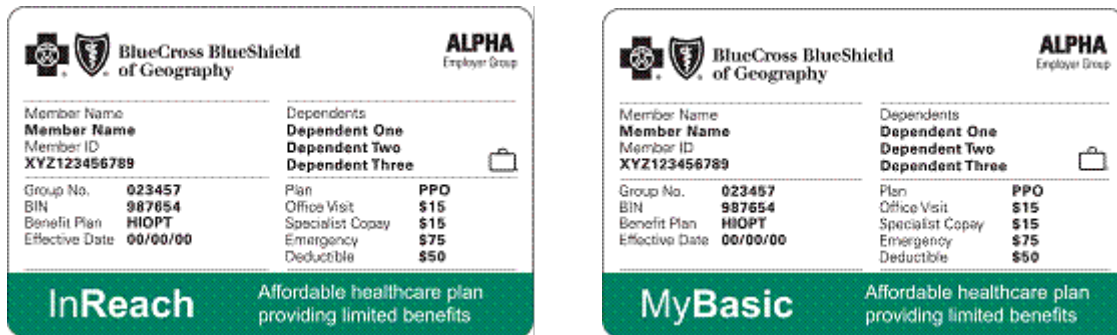 BlueCross BlueShield
of Geography
ALPHA
Employer Group
Member Name
Member Name
Member ID
XYZ123456789
Dependents
Dependent One
Dependent Two
Dependent Three
Group No. 023457
BIN 987654
Benefit Plan HIOPT
Effective Date 00/00/00
Plan PPO
Office Visit $15
Specialist Copay $15
Emergency $75
Deductible $50
InReach
Affordable healthcare plan
providing limited benefits
BlueCross BlueShield
of Geography
ALPHA
Employer Group
Member Name
Member Name
Member ID
XYZ123456789
Dependents
Dependent One
Dependent Two
Dependent Three
Group No. 023457
BIN 987654
Benefit Plan HIOPT
Effective Date 00/00/00
Plan PPO
Office Visit $15
Specialist Copay $15
Emergency $75
Deductible $50
MyBasic
Affordable healthcare plan
providing limited benefits